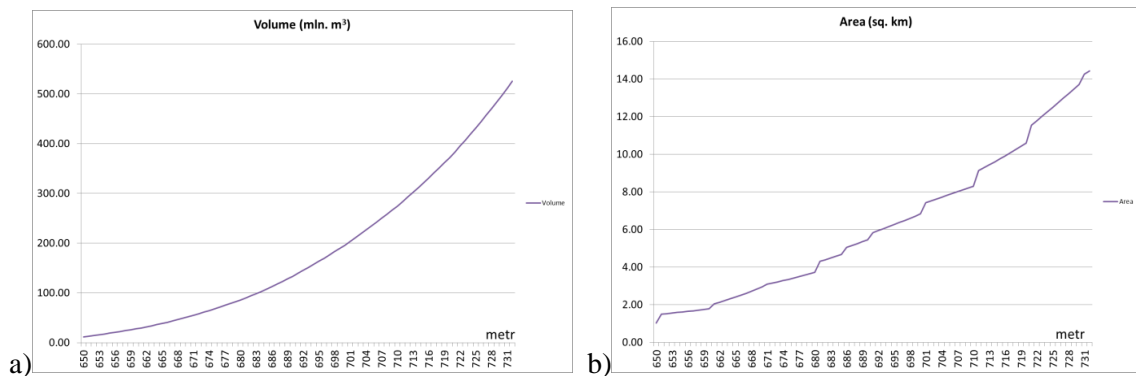 a)
Volume (mln. m³)
600.00
500.00
400.00
300.00
200.00
100.00
0.00
650 653 656 659 662 665 668 671 674 677 680 683 686 689 692 695 698 701 704 707 710 713 716 719 722 725 728 731
metr
Volume
b)
Area (sq. km)
16.00
14.00
12.00
10.00
8.00
6.00
4.00
2.00
0.00
650 653 656 659 662 665 668 671 674 677 680 683 686 689 692 695 698 701 704 707 710 713 716 719 722 725 728 731
metr
Area